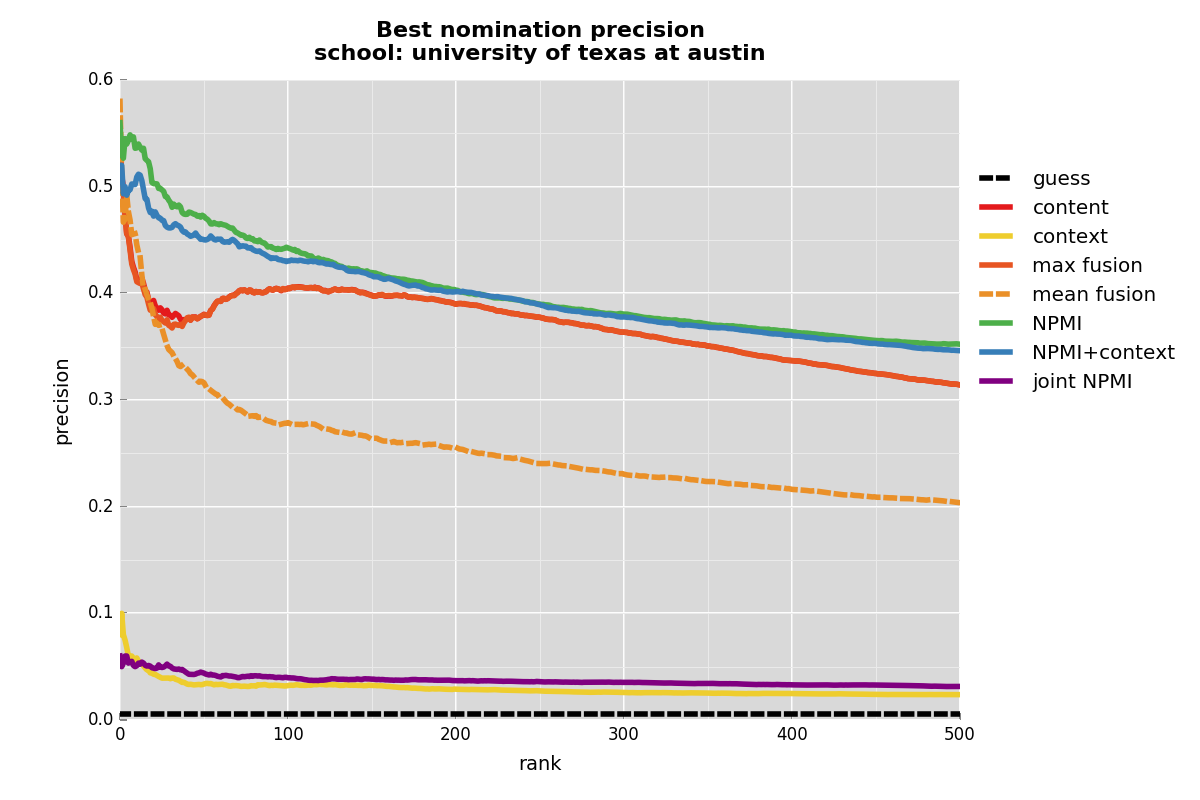 Best nomination precision
school: university of texas at austin
precision
0.6
0.5
0.4
0.3
0.2
0.1
0.0
0 100 200 300 400 500
rank
guess
content
context
max fusion
mean fusion
NPMI
NPMI+context
joint NPMI